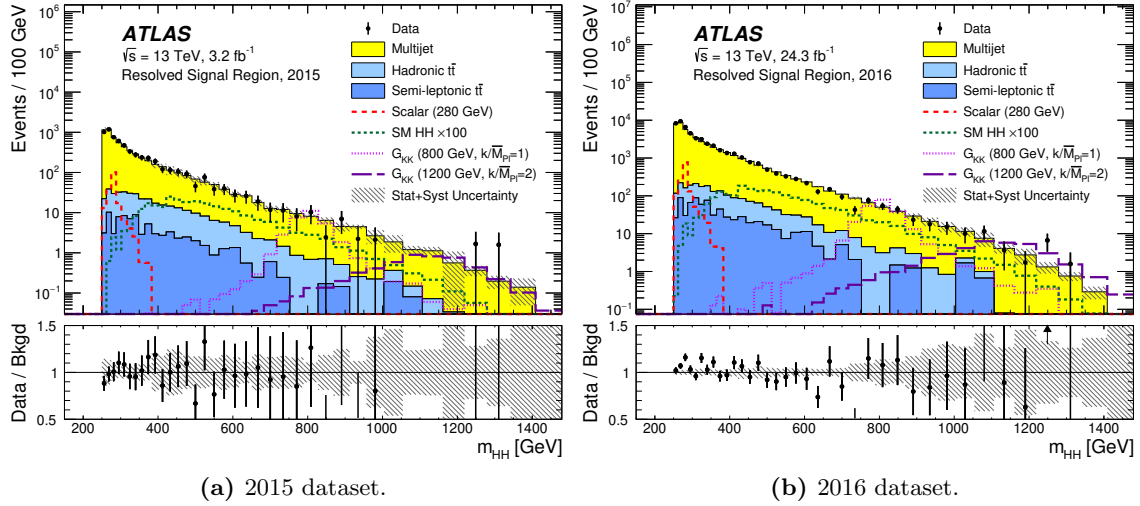 Events / 100 GeV
10⁶
10⁵
10⁴
10³
10²
10
1
10⁻¹
ATLAS
√s = 13 TeV, 3.2 fb⁻¹
Resolved Signal Region, 2015
Data
Multijet
Hadronic tt̄
Semi-leptonic tt̄
Scalar (280 GeV)
SM HH ×100
G_KK (800 GeV, k/M̄_Pl=1)
G_KK (1200 GeV, k/M̄_Pl=2)
Stat+Syst Uncertainty
Data / Bkgd
1.5
1
0.5
200 400 600 800 1000 1200 1400
m_HH [GeV]
(a) 2015 dataset.
Events / 100 GeV
10⁷
10⁶
10⁵
10⁴
10³
10²
10
1
10⁻¹
ATLAS
√s = 13 TeV, 24.3 fb⁻¹
Resolved Signal Region, 2016
Data
Multijet
Hadronic tt̄
Semi-leptonic tt̄
Scalar (280 GeV)
SM HH ×100
G_KK (800 GeV, k/M̄_Pl=1)
G_KK (1200 GeV, k/M̄_Pl=2)
Stat+Syst Uncertainty
Data / Bkgd
1.5
1
0.5
200 400 600 800 1000 1200 1400
m_HH [GeV]
(b) 2016 dataset.